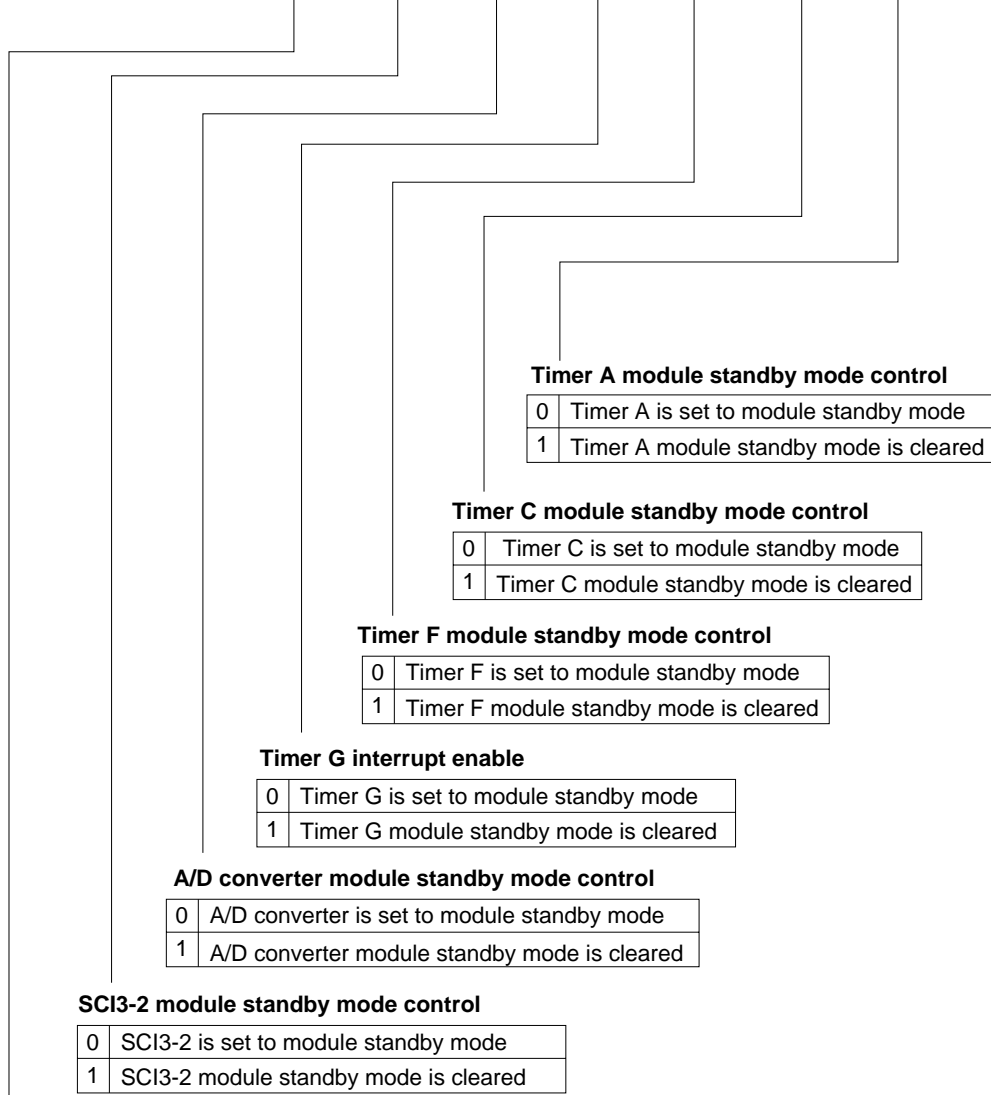 Timer A module standby mode control
0 Timer A is set to module standby mode
1 Timer A module standby mode is cleared
Timer C module standby mode control
0 Timer C is set to module standby mode
1 Timer C module standby mode is cleared
Timer F module standby mode control
0 Timer F is set to module standby mode
1 Timer F module standby mode is cleared
Timer G interrupt enable
0 Timer G is set to module standby mode
1 Timer G module standby mode is cleared
A/D converter module standby mode control
0 A/D converter is set to module standby mode
1 A/D converter module standby mode is cleared
SCI3-2 module standby mode control
0 SCI3-2 is set to module standby mode
1 SCI3-2 module standby mode is cleared